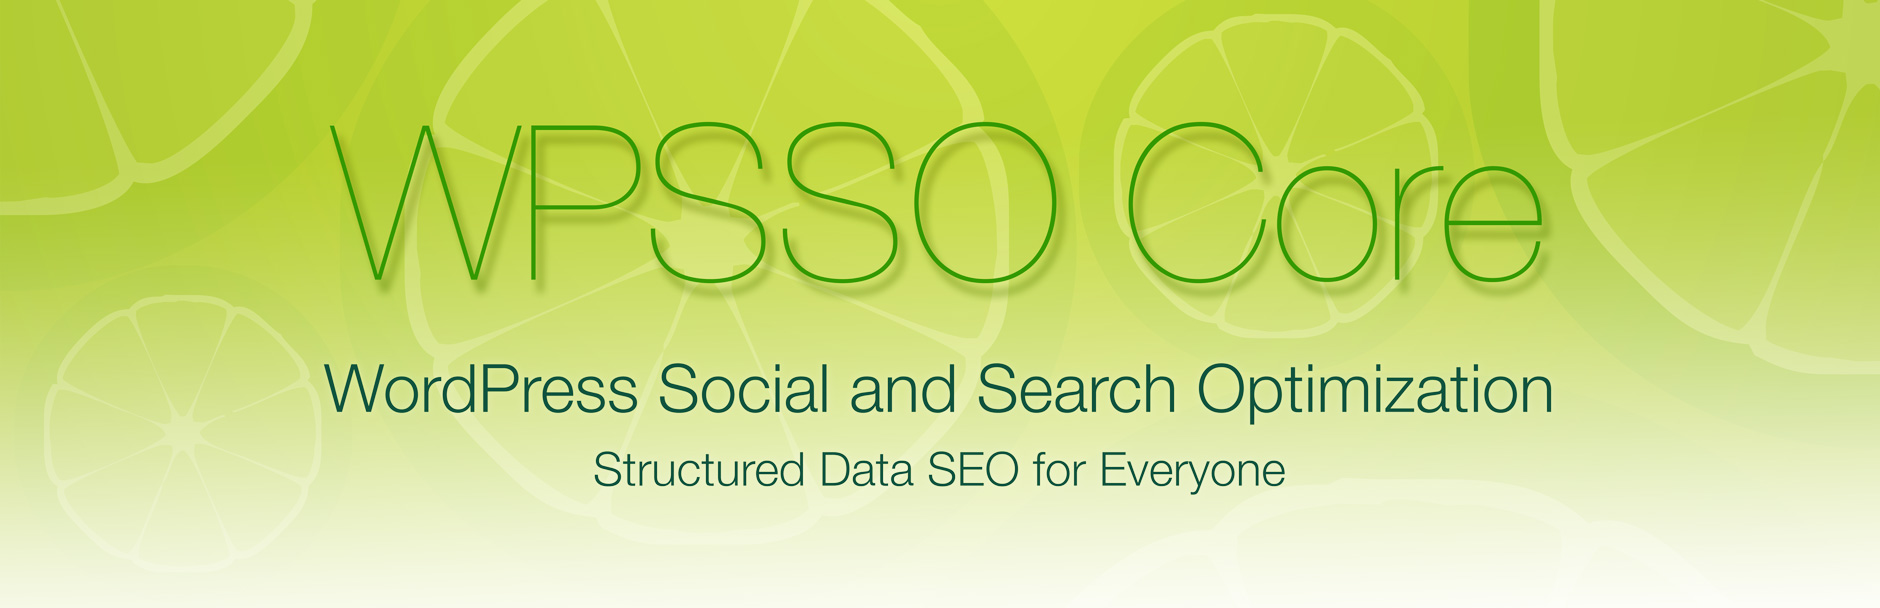 WPSSO Core
WordPress Social and Search Optimization
Structured Data SEO for Everyone